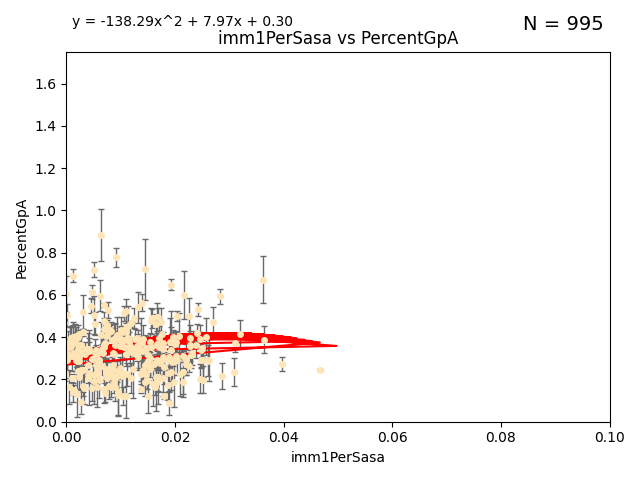 y = -138.29x^2 + 7.97x + 0.30
N = 995
imm1PerSasa vs PercentGpA
PercentGpA
1.6
1.4
1.2
1.0
0.8
0.6
0.4
0.2
0.0
0.00 0.02 0.04 0.06 0.08 0.10
imm1PerSasa